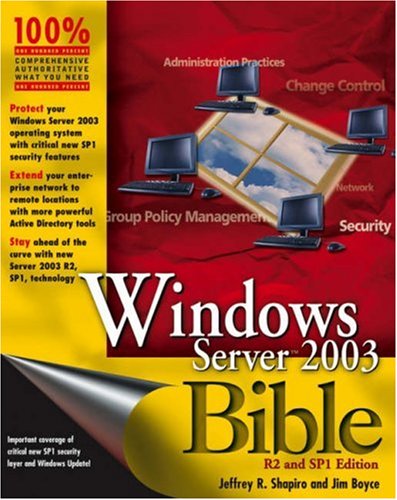 100%
ONE HUNDRED PERCENT
COMPREHENSIVE
AUTHORITATIVE
WHAT YOU NEED
ONE HUNDRED PERCENT
Protect your
Windows Server 2003
operating system
with critical new SP1
security features
Extend your enter-
prise network to
remote locations
with more powerful
Active Directory tools
Stay ahead of the
curve with new
Server 2003 R2,
SP1, technology
Administration Practices
Change Control
Network
Group Policy Management
Security
Windows™
Server 2003
Bible
R2 and SP1 Edition
Important coverage of
critical new SP1 security
layer and Windows Update!
Jeffrey R. Shapiro and Jim Boyce